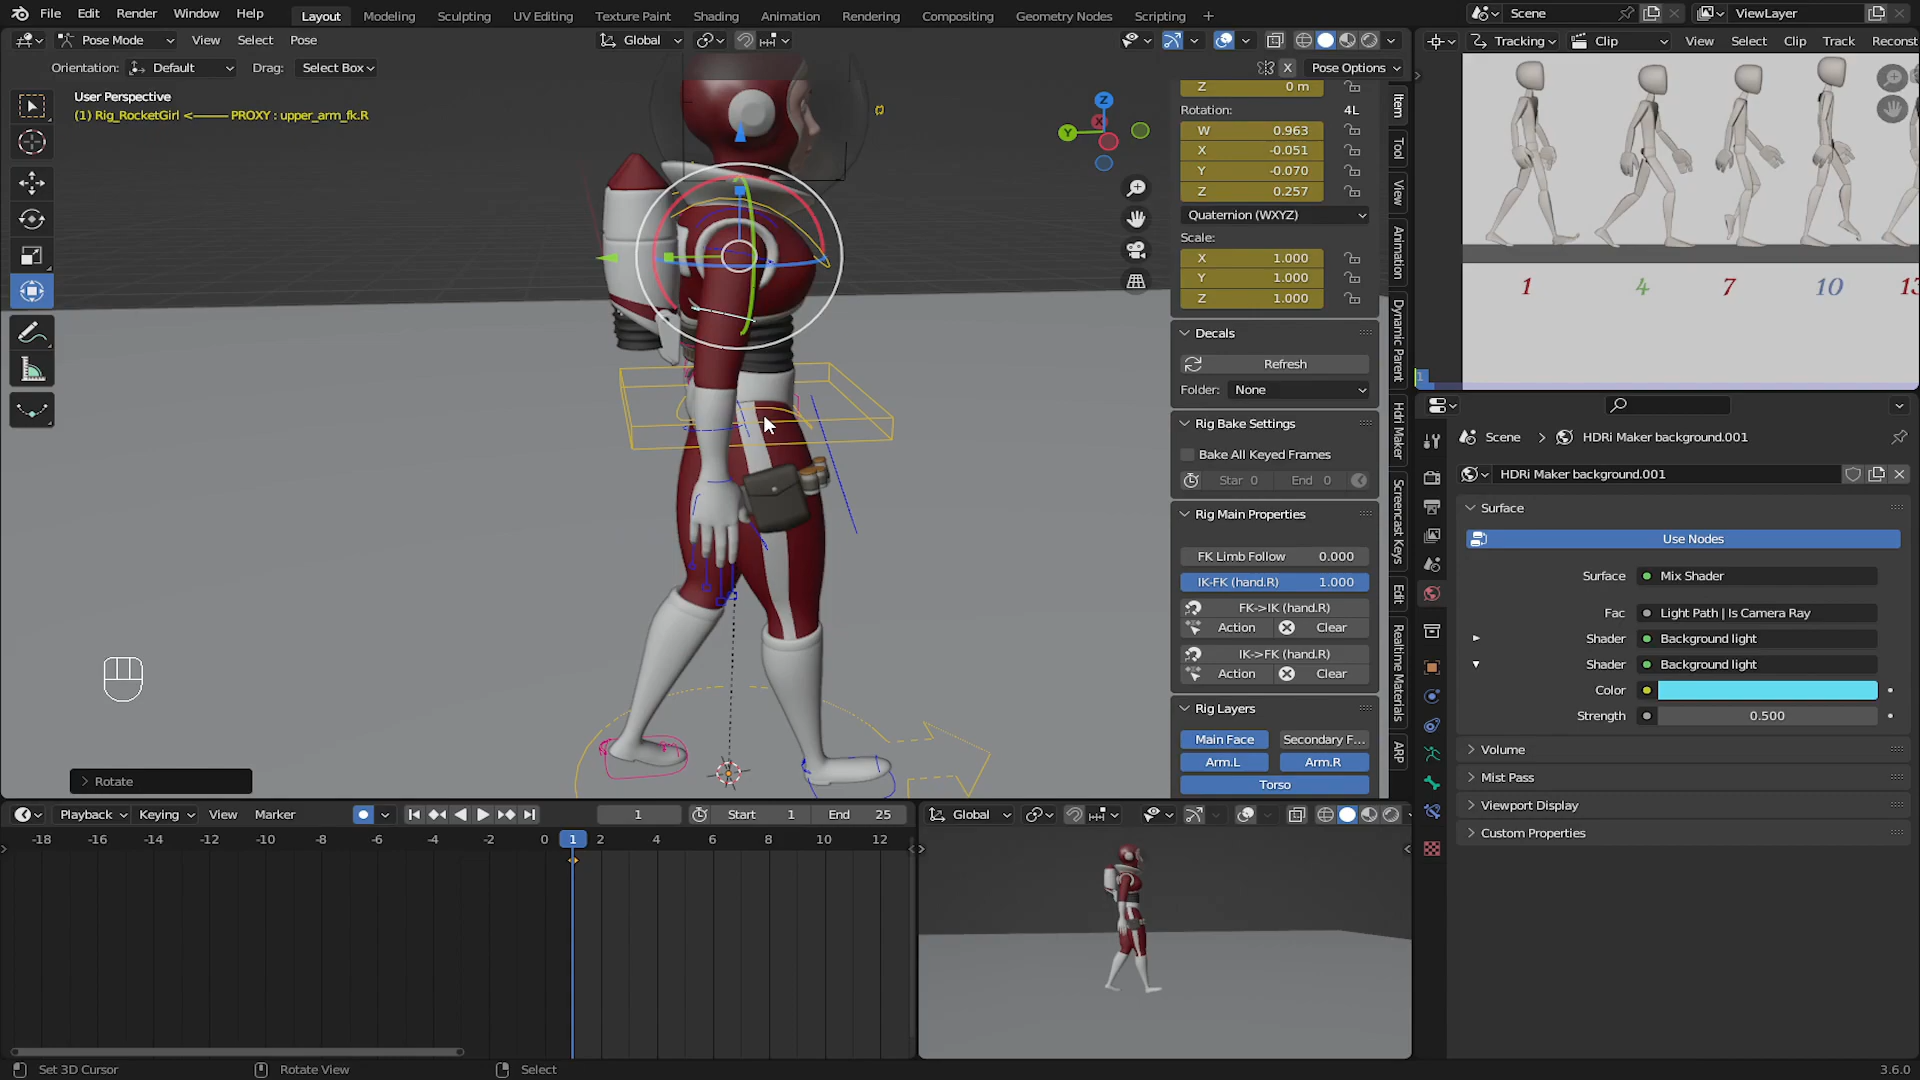 File Edit Render Window Help
Layout Modeling Sculpting UV Editing Texture Paint Shading Animation Rendering Compositing Geometry Nodes Scripting +
Scene
ViewLayer
Pose Mode View Select Pose
Global
Tracking Clip View Select Clip Track Reconst
Orientation: Default Drag: Select Box
X Pose Options
User Perspective
(1) Rig_RocketGirl <--------- PROXY : upper_arm_fk.R
Z
Y
X
Z 0 m
Rotation: 4L
W 0.963
X -0.051
Y -0.070
Z 0.257
Quaternion (WXYZ)
Scale:
X 1.000
Y 1.000
Z 1.000
Decals
Refresh
Folder: None
Rig Bake Settings
Bake All Keyed Frames
Star 0 End 0
Rig Main Properties
FK Limb Follow 0.000
IK-FK (hand.R) 1.000
FK->IK (hand.R)
Action Clear
IK->FK (hand.R)
Action Clear
Rig Layers
Main Face Secondary F...
Arm.L Arm.R
Torso
Item
Tool
View
Animation
Dynamic Parent
Hdri Maker
Screencast Keys
Edit
Realtime Materials
ARP
1 4 7 10 13
1
Scene > HDRi Maker background.001
HDRi Maker background.001
Surface
Use Nodes
Surface Mix Shader
Fac Light Path | Is Camera Ray
Shader Background light
Shader Background light
Color
Strength 0.500
Volume
Mist Pass
Viewport Display
Custom Properties
Rotate
Playback Keying View Marker
1 Start 1 End 25
Global
-18 -16 -14 -12 -10 -8 -6 -4 -2 0 1 2 4 6 8 10 12
Set 3D Cursor Rotate View Select
3.6.0